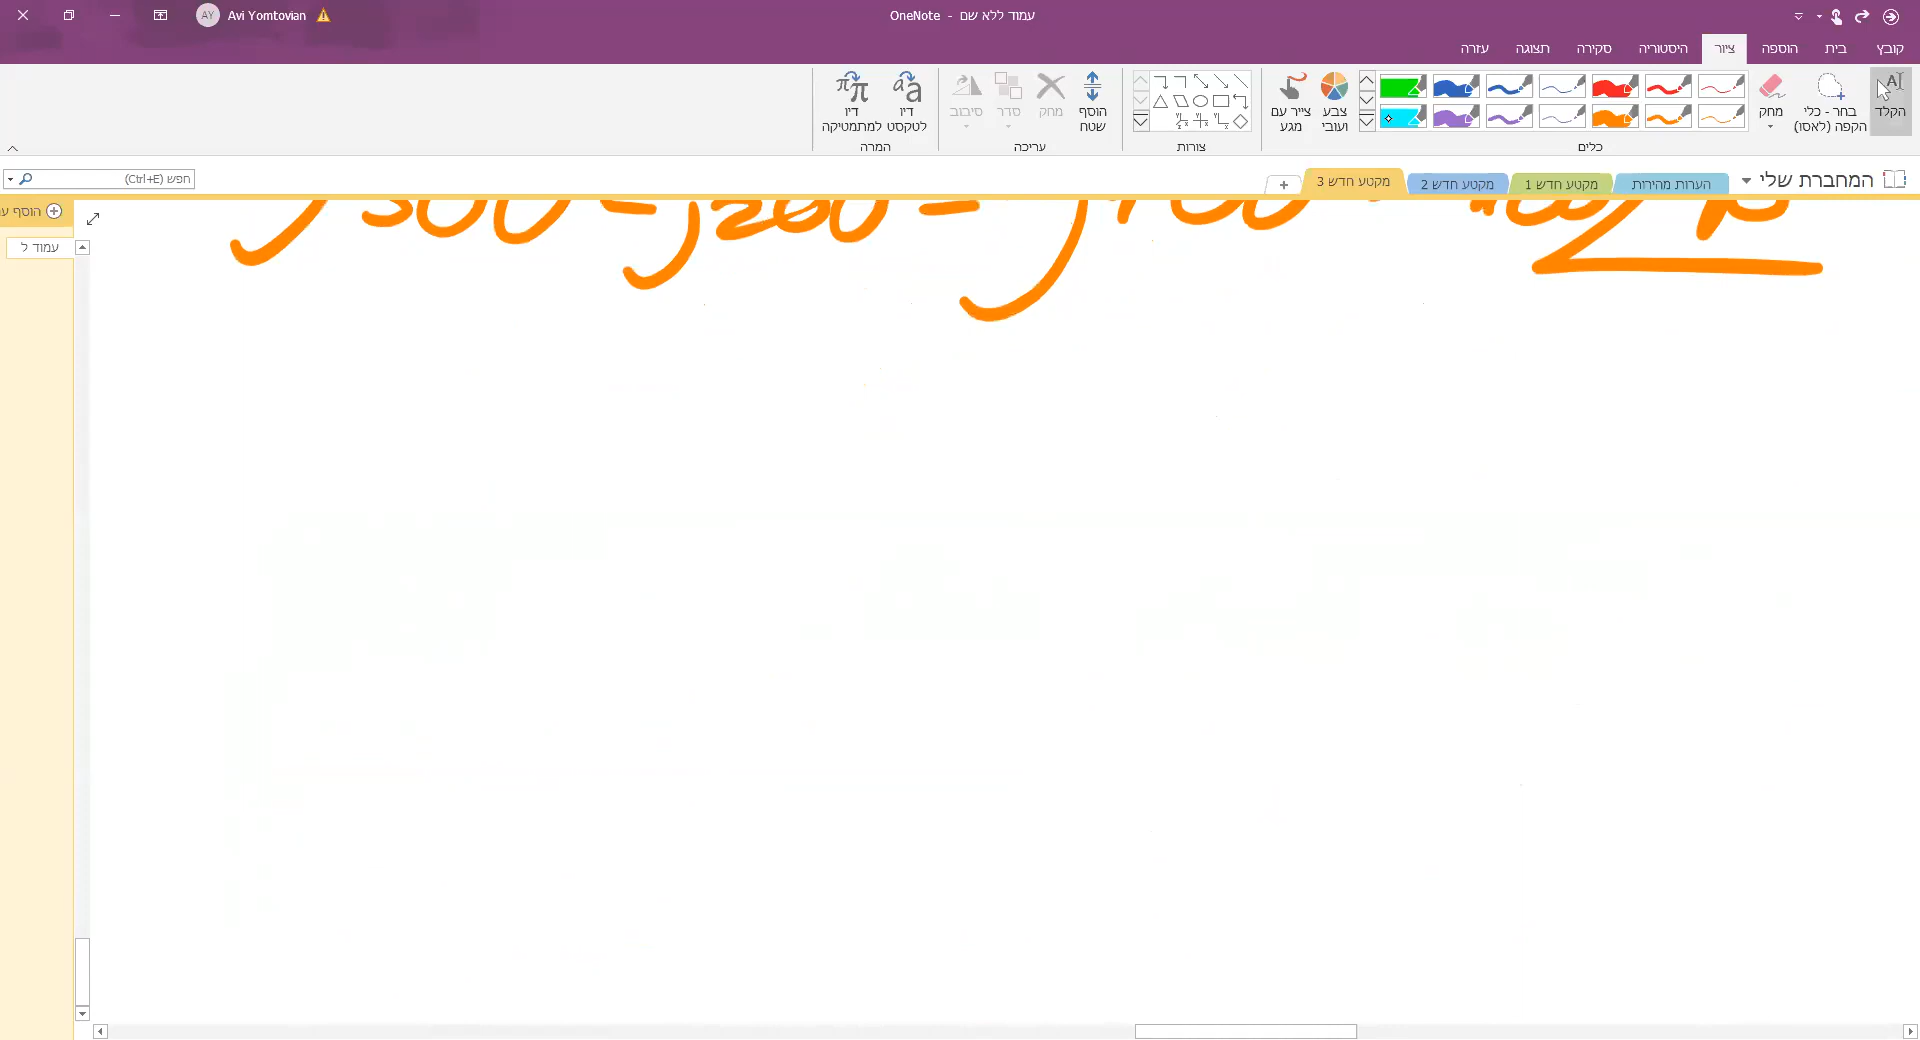 Avi Yomtovian
AY
עמוד ללא שם - OneNote
קובץ
בית
הוספה
ציור
היסטוריה
סקירה
תצוגה
עזרה
הקלד
בחר - כלי
הקפה (לאסו)
מחק
כלים
צבע
ועובי
צייר עם
מגע
צורות
הוסף
שטח
מחק
סדר
סיבוב
עריכה
דיו
לטקסט
דיו
למתמטיקה
המרה
המחברת שלי
הערות מהירות
מקטע חדש 1
מקטע חדש 2
מקטע חדש 3
+
חפש (Ctrl+E)
הוסף
עמוד ל